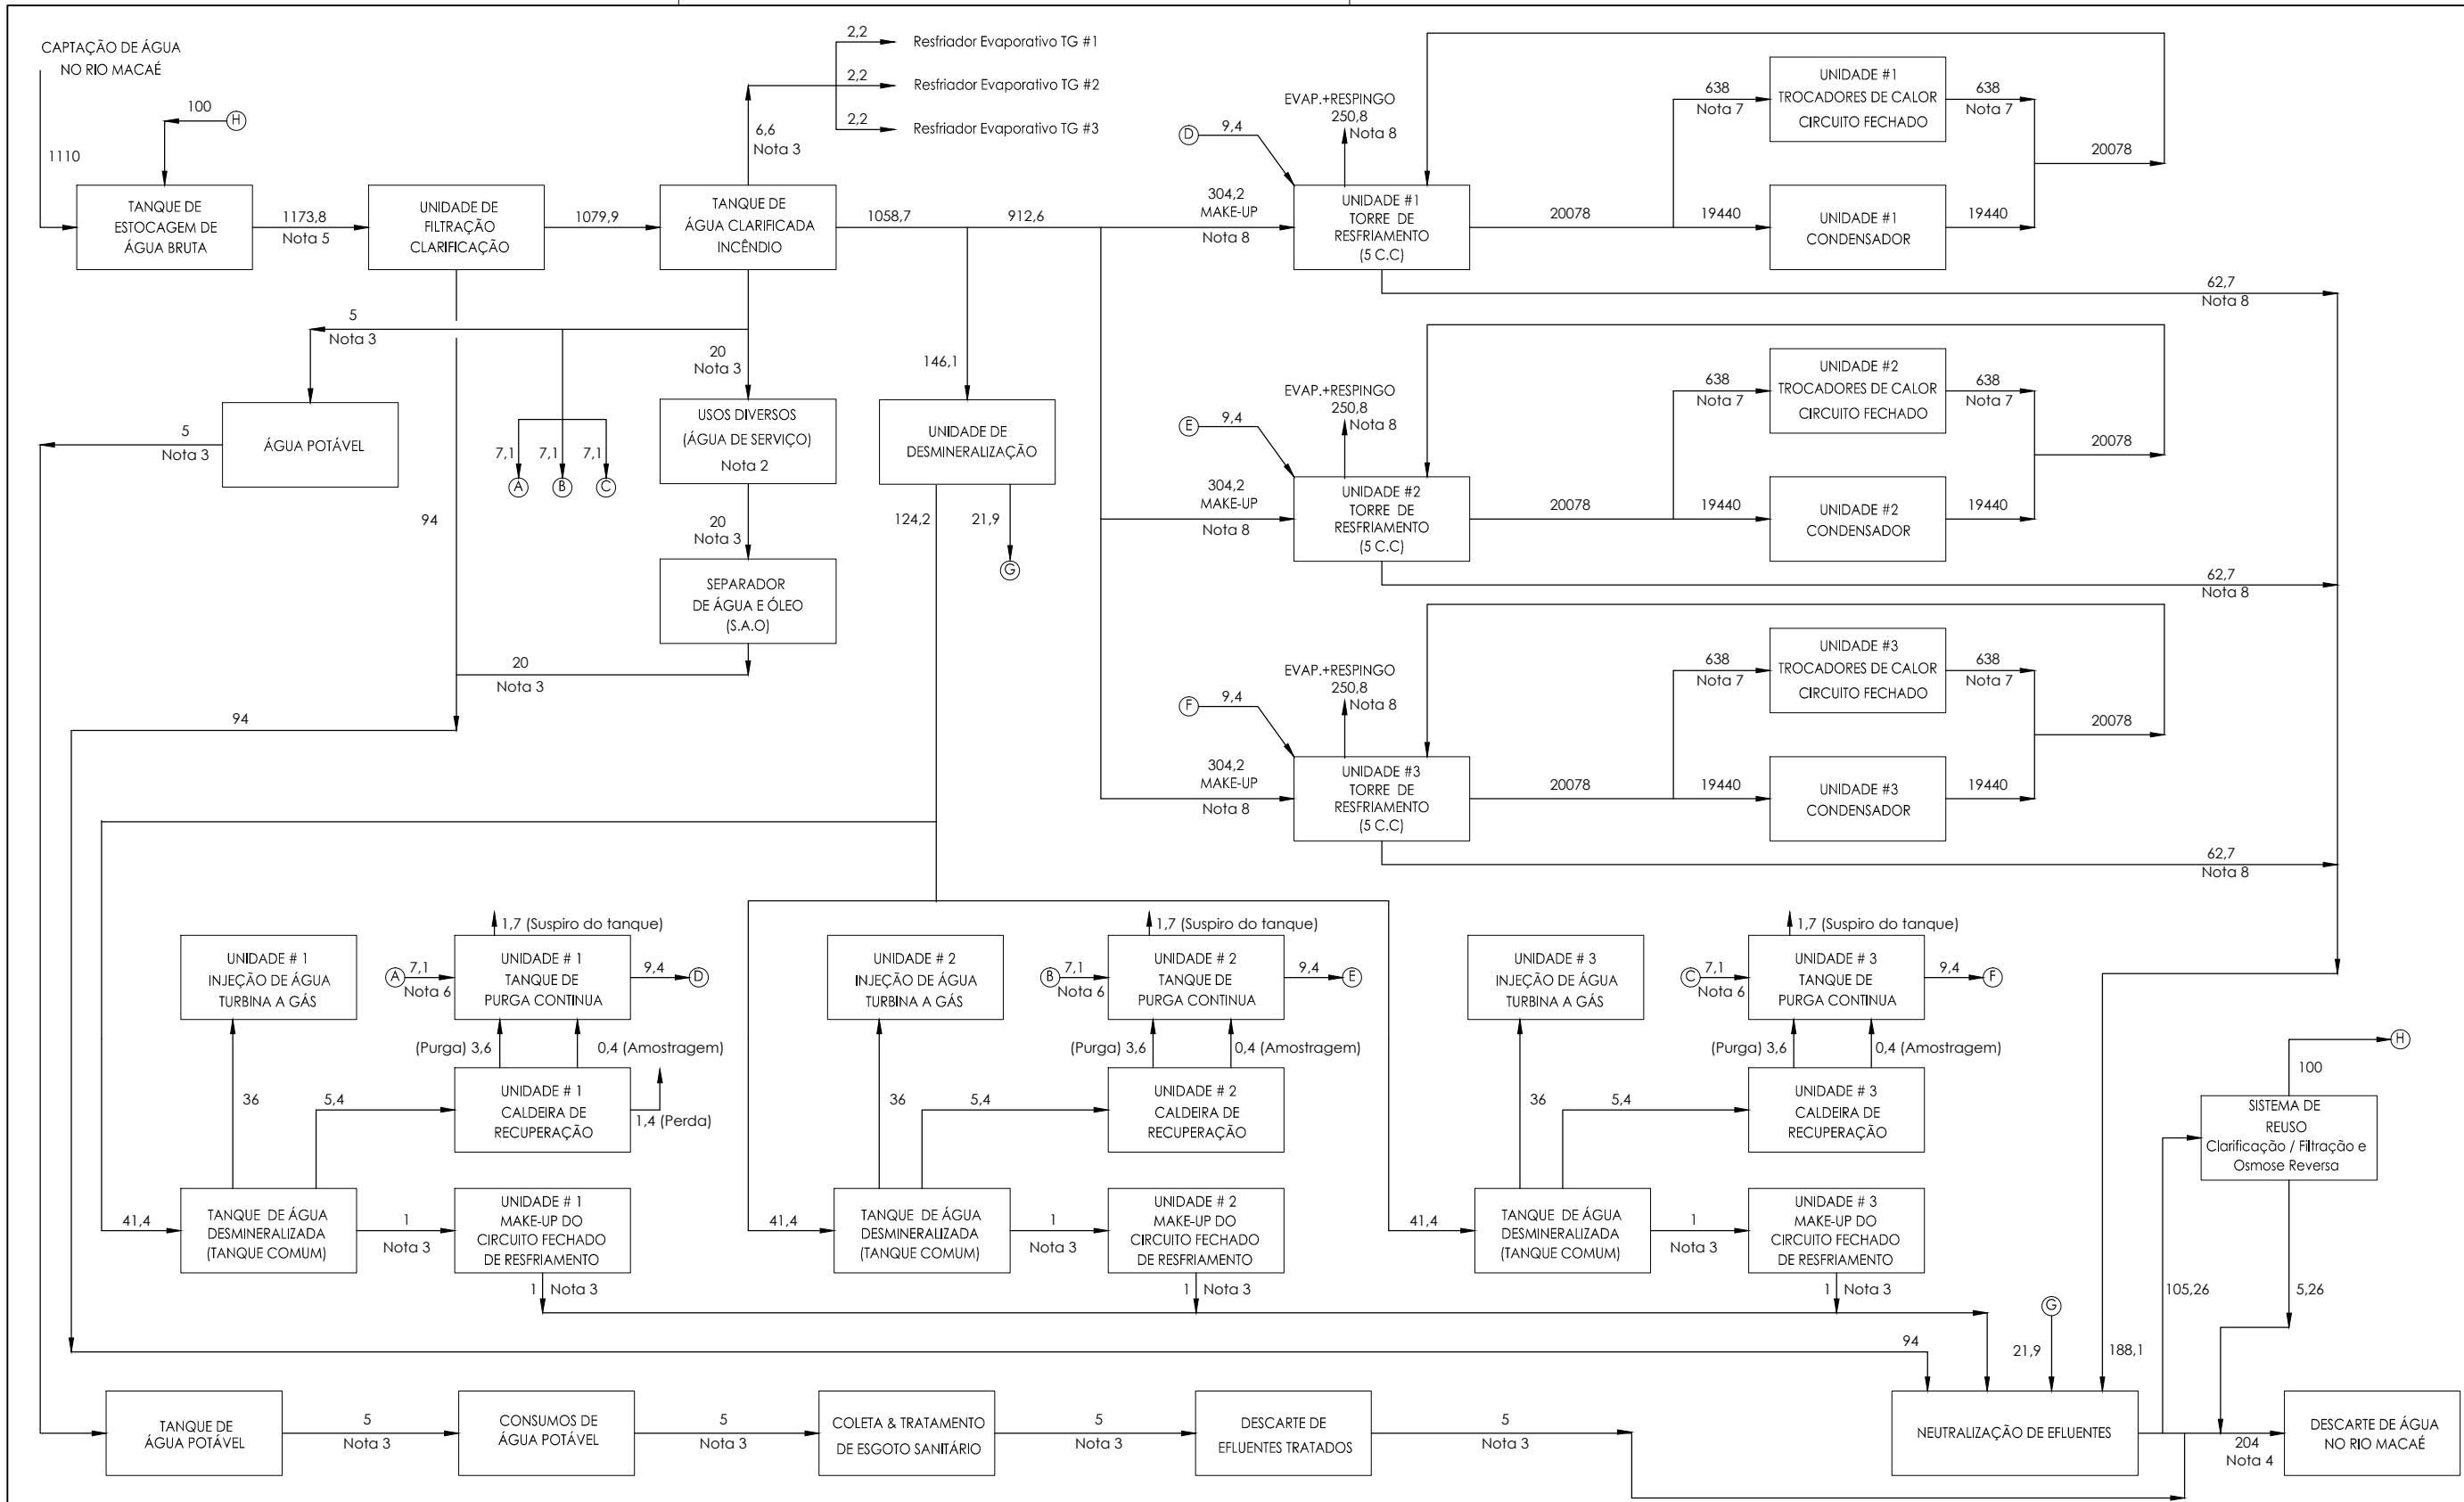 CAPTAÇÃO DE ÁGUA
NO RIO MACAÉ
1110
100
H
TANQUE DE
ESTOCAGEM DE
ÁGUA BRUTA
1173,8
Nota 5
UNIDADE DE
FILTRAÇÃO
CLARIFICAÇÃO
1079,9
TANQUE DE
ÁGUA CLARIFICADA
INCÊNDIO
6,6
Nota 3
2,2
Resfriador Evaporativo TG #1
2,2
Resfriador Evaporativo TG #2
2,2
Resfriador Evaporativo TG #3
1058,7
912,6
5
Nota 3
ÁGUA POTÁVEL
5
Nota 3
94
7,1
A
7,1
B
7,1
C
20
Nota 3
USOS DIVERSOS
(ÁGUA DE SERVIÇO)
Nota 2
20
Nota 3
SEPARADOR
DE ÁGUA E ÓLEO
(S.A.O)
20
Nota 3
94
146,1
UNIDADE DE
DESMINERALIZAÇÃO
124,2
21,9
G
D
9,4
EVAP.+RESPINGO
250,8
Nota 8
304,2
MAKE-UP
Nota 8
UNIDADE #1
TORRE DE
RESFRIAMENTO
(5 C.C)
20078
638
Nota 7
UNIDADE #1
TROCADORES DE CALOR
CIRCUITO FECHADO
638
Nota 7
19440
UNIDADE #1
CONDENSADOR
19440
20078
62,7
Nota 8
E
9,4
EVAP.+RESPINGO
250,8
Nota 8
304,2
MAKE-UP
Nota 8
UNIDADE #2
TORRE DE
RESFRIAMENTO
(5 C.C)
20078
638
Nota 7
UNIDADE #2
TROCADORES DE CALOR
CIRCUITO FECHADO
638
Nota 7
19440
UNIDADE #2
CONDENSADOR
19440
20078
62,7
Nota 8
F
9,4
EVAP.+RESPINGO
250,8
Nota 8
304,2
MAKE-UP
Nota 8
UNIDADE #3
TORRE DE
RESFRIAMENTO
(5 C.C)
20078
638
Nota 7
UNIDADE #3
TROCADORES DE CALOR
CIRCUITO FECHADO
638
Nota 7
19440
UNIDADE #3
CONDENSADOR
19440
20078
62,7
Nota 8
UNIDADE # 1
INJEÇÃO DE ÁGUA
TURBINA A GÁS
36
1,7 (Suspiro do tanque)
A
7,1
Nota 6
UNIDADE # 1
TANQUE DE
PURGA CONTINUA
9,4
D
(Purga) 3,6
0,4 (Amostragem)
UNIDADE # 1
CALDEIRA DE
RECUPERAÇÃO
1,4 (Perda)
5,4
41,4
TANQUE DE ÁGUA
DESMINERALIZADA
(TANQUE COMUM)
1
Nota 3
UNIDADE # 1
MAKE-UP DO
CIRCUITO FECHADO
DE RESFRIAMENTO
1
Nota 3
UNIDADE # 2
INJEÇÃO DE ÁGUA
TURBINA A GÁS
36
1,7 (Suspiro do tanque)
B
7,1
Nota 6
UNIDADE # 2
TANQUE DE
PURGA CONTINUA
9,4
E
(Purga) 3,6
0,4 (Amostragem)
UNIDADE # 2
CALDEIRA DE
RECUPERAÇÃO
5,4
41,4
TANQUE DE ÁGUA
DESMINERALIZADA
(TANQUE COMUM)
1
Nota 3
UNIDADE # 2
MAKE-UP DO
CIRCUITO FECHADO
DE RESFRIAMENTO
1
Nota 3
UNIDADE # 3
INJEÇÃO DE ÁGUA
TURBINA A GÁS
36
1,7 (Suspiro do tanque)
C
7,1
Nota 6
UNIDADE # 3
TANQUE DE
PURGA CONTINUA
9,4
F
(Purga) 3,6
0,4 (Amostragem)
UNIDADE # 3
CALDEIRA DE
RECUPERAÇÃO
5,4
41,4
TANQUE DE ÁGUA
DESMINERALIZADA
(TANQUE COMUM)
1
Nota 3
UNIDADE # 3
MAKE-UP DO
CIRCUITO FECHADO
DE RESFRIAMENTO
1
Nota 3
H
100
SISTEMA DE
REUSO
Clarificação / Filtração e
Osmose Reversa
105,26
5,26
94
G
21,9
188,1
TANQUE DE
ÁGUA POTÁVEL
5
Nota 3
CONSUMOS DE
ÁGUA POTÁVEL
5
Nota 3
COLETA & TRATAMENTO
DE ESGOTO SANITÁRIO
5
Nota 3
DESCARTE DE
EFLUENTES TRATADOS
5
Nota 3
NEUTRALIZAÇÃO DE EFLUENTES
204
Nota 4
DESCARTE DE ÁGUA
NO RIO MACAÉ